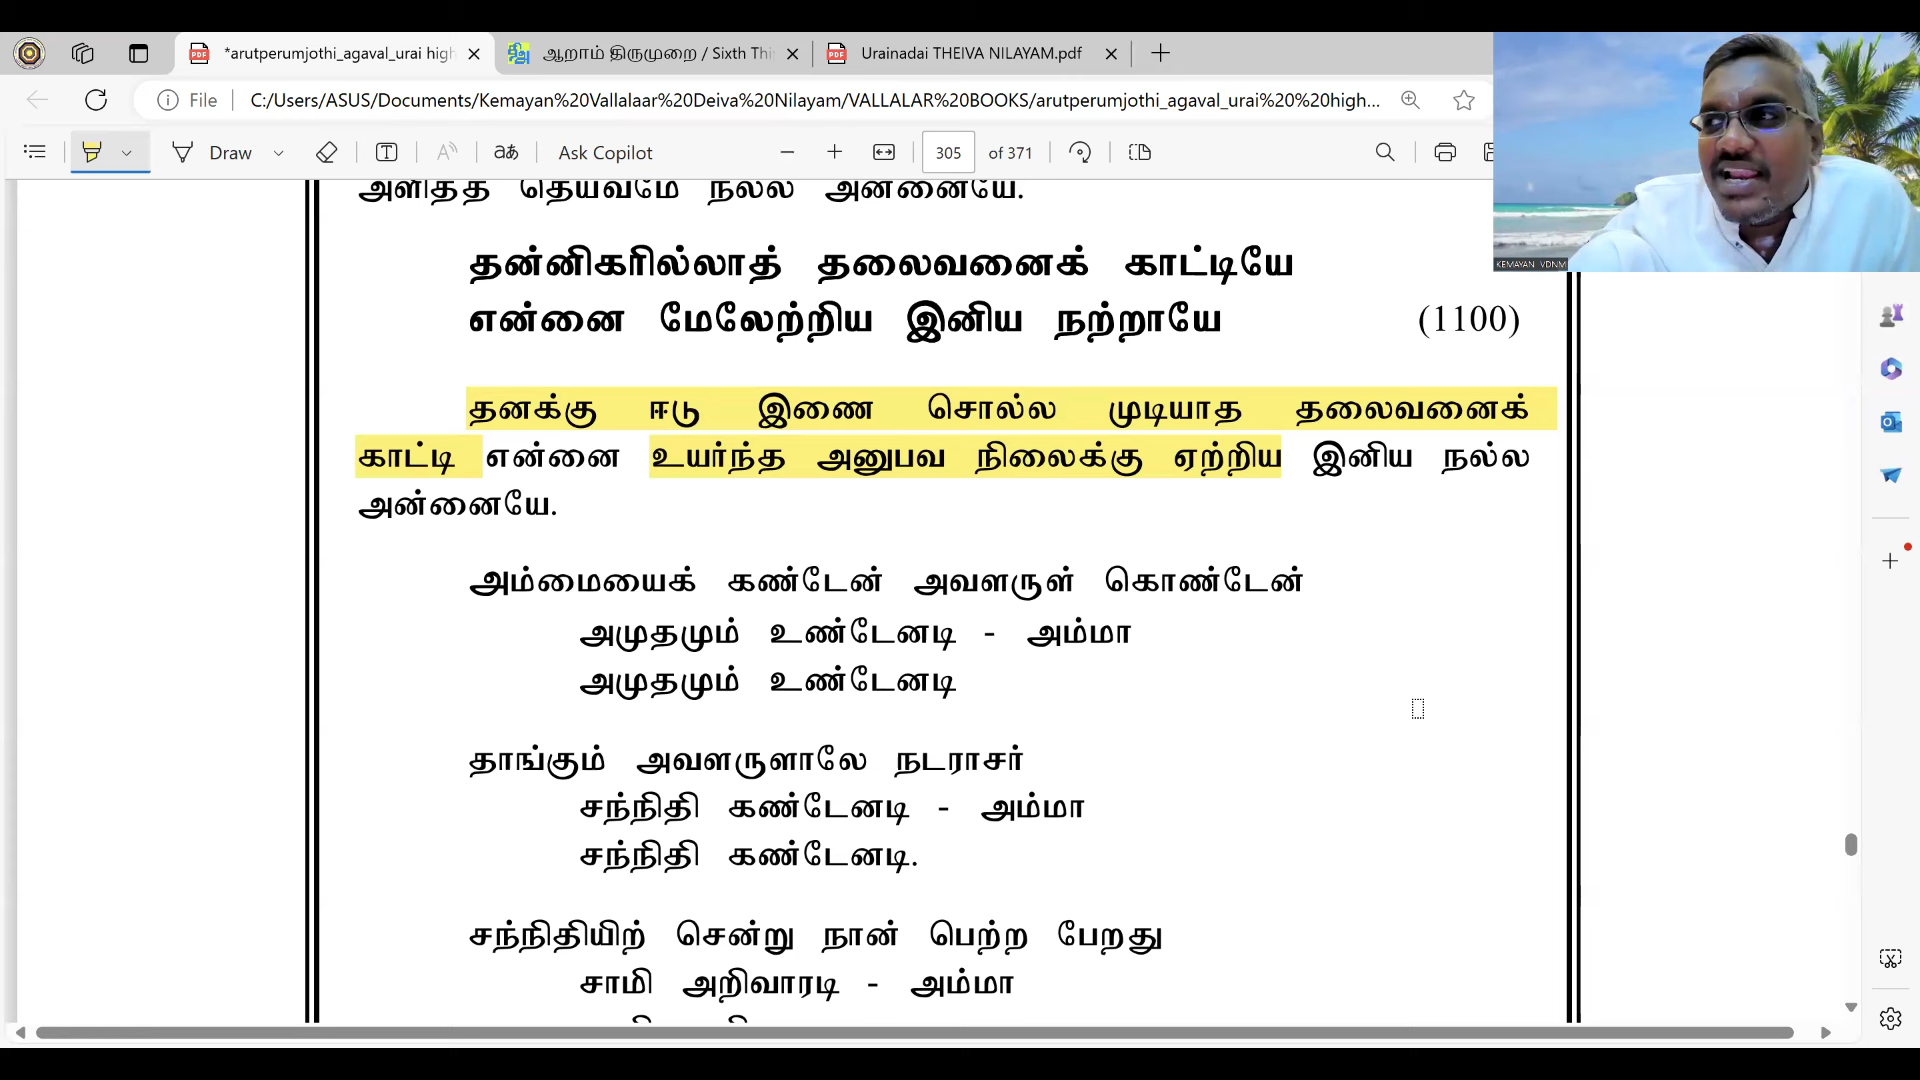 *arutperumjothi_agaval_urai high
ஆறாம் திருமுறை / Sixth Thi
Urainadai THEIVA NILAYAM.pdf
File
C:/Users/ASUS/Documents/Kemayan%20Vallalaar%20Deiva%20Nilayam/VALLALAR%20BOOKS/arutperumjothi_agaval_urai%20%20high...
Draw
Ask Copilot
305
of 371
KEMAYAN VDNM
அளித்த தெய்வமே நல்ல அன்னையே.
தன்னிகரில்லாத் தலைவனைக் காட்டியே
என்னை மேலேற்றிய இனிய நற்றாயே (1100)
தனக்கு ஈடு இணை சொல்ல முடியாத தலைவனைக்
காட்டி என்னை உயர்ந்த அனுபவ நிலைக்கு ஏற்றிய இனிய நல்ல
அன்னையே.
அம்மையைக் கண்டேன் அவளருள் கொண்டேன்
அமுதமும் உண்டேனடி - அம்மா
அமுதமும் உண்டேனடி
தாங்கும் அவளருளாலே நடராசர்
சந்நிதி கண்டேனடி - அம்மா
சந்நிதி கண்டேனடி.
சந்நிதியிற் சென்று நான் பெற்ற பேறது
சாமி அறிவாரடி - அம்மா